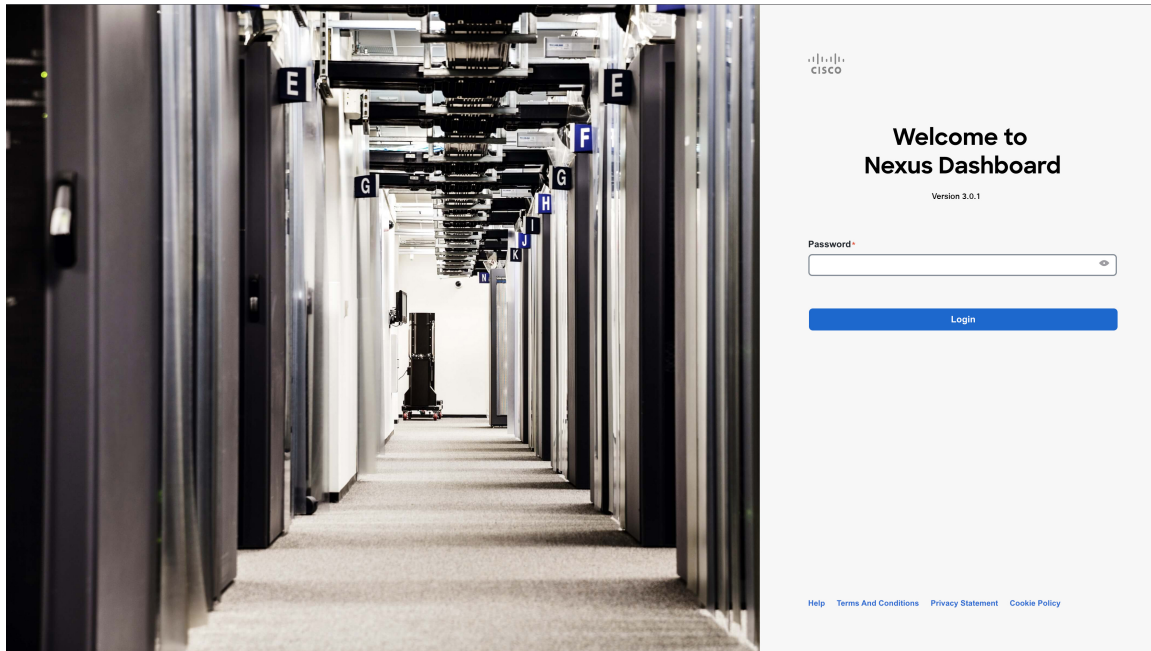 E
E
F
G
G
H
I
J
K
N
CISCO
Welcome to
Nexus Dashboard
Version 3.0.1
Password*
Login
Help Terms And Conditions Privacy Statement Cookie Policy